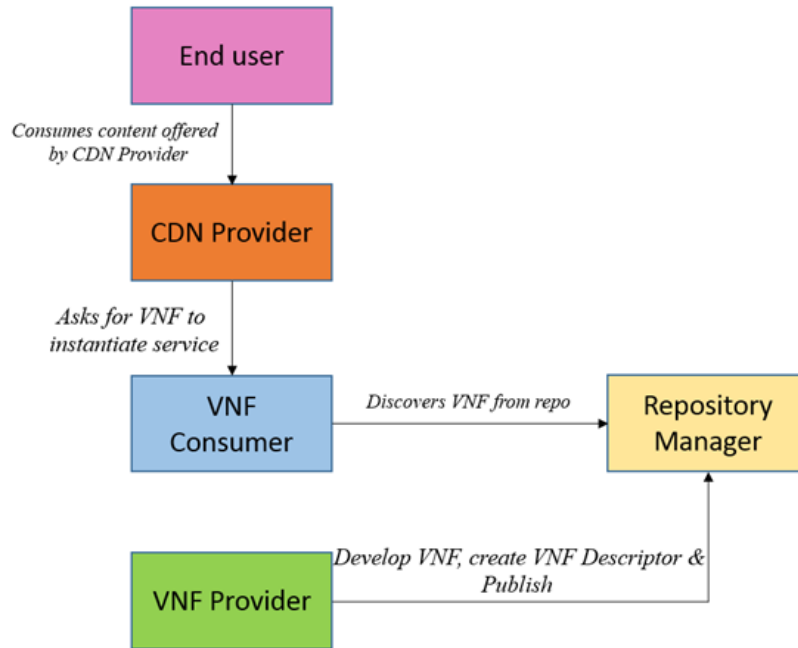 End user
Consumes content offered
by CDN Provider
CDN Provider
Asks for VNF to
instantiate service
VNF
Consumer
Discovers VNF from repo
Repository
Manager
Develop VNF, create VNF Descriptor &
Publish
VNF Provider